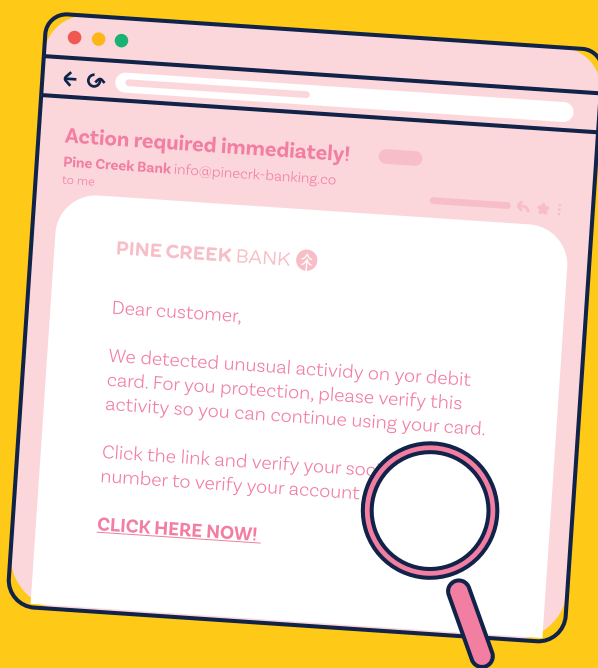 Action required immediately!
Pine Creek Bank info@pinecrk-banking.co
to me
PINE CREEK BANK
Dear customer,
We detected unusual actividy on yor debit
card. For you protection, please verify this
activity so you can continue using your card.
Click the link and verify your
number to verify your account
CLICK HERE NOW!